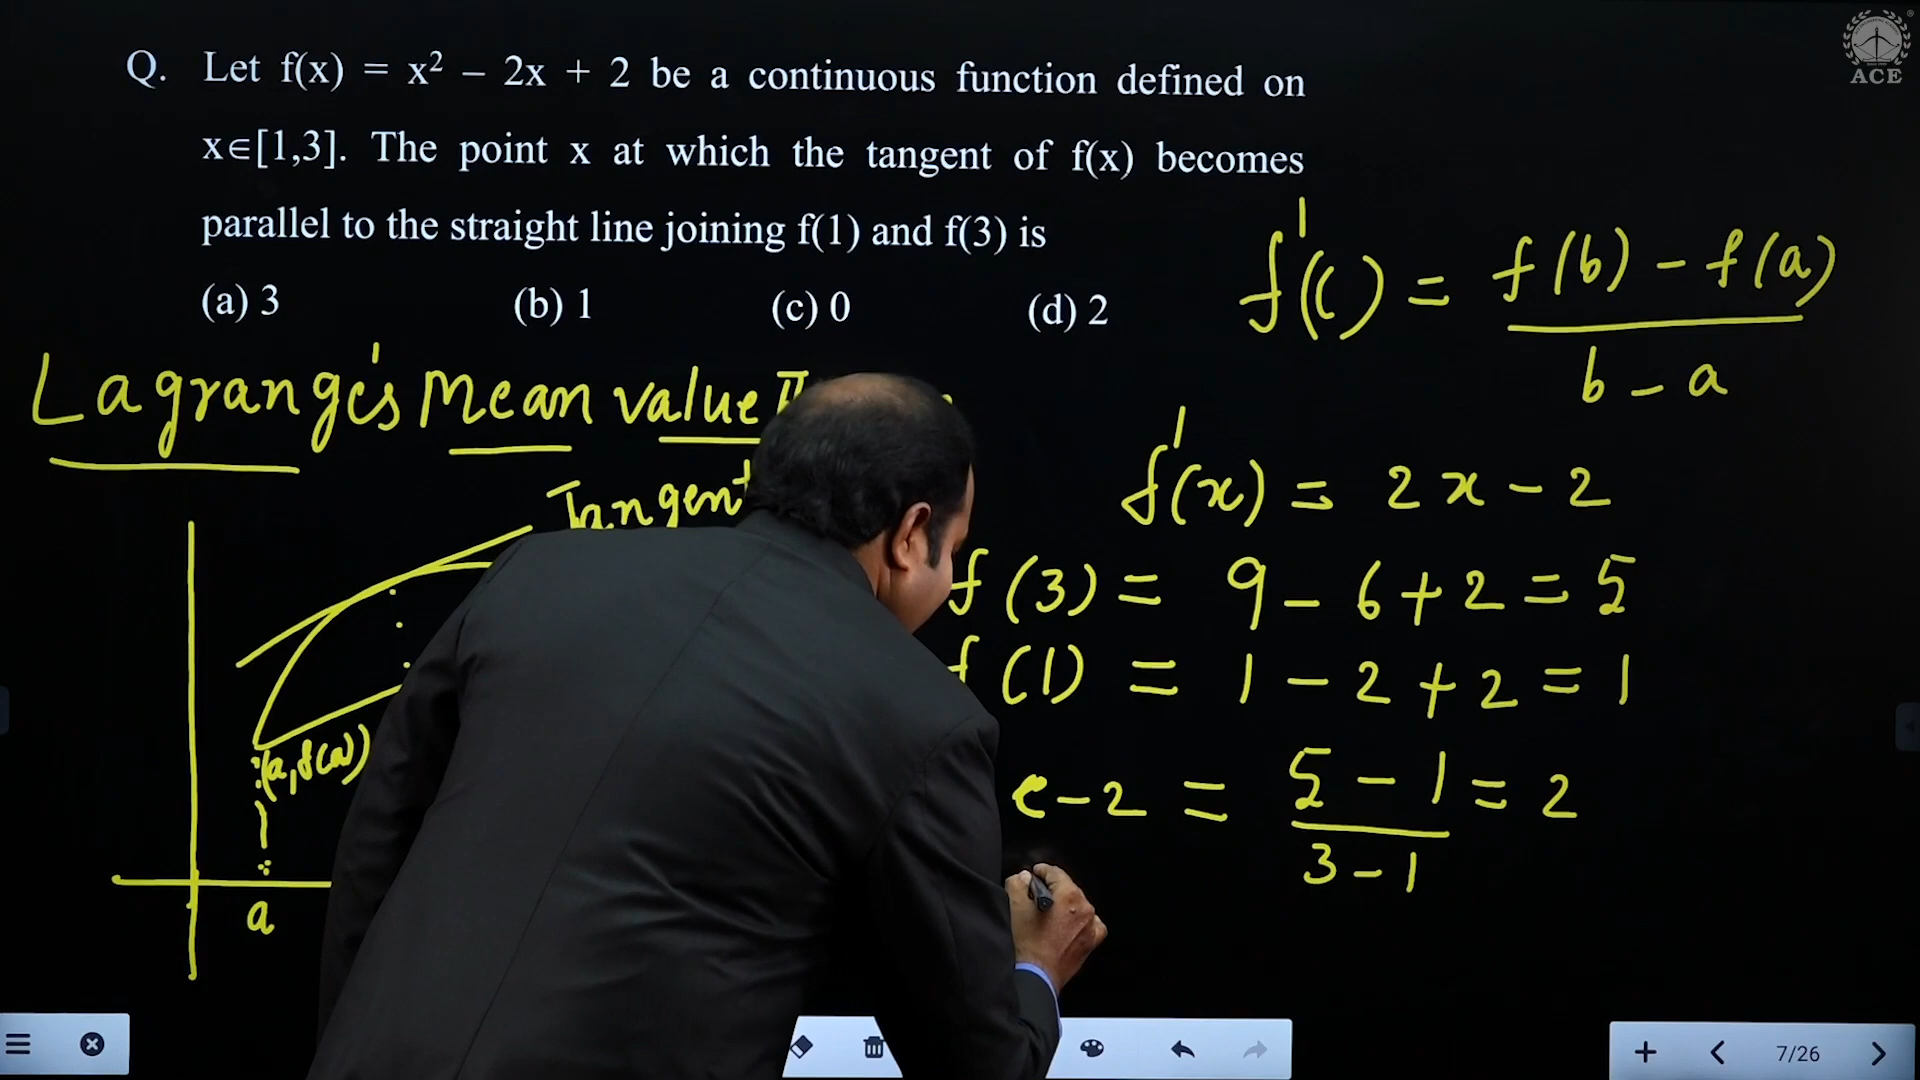 Q. Let f(x) = x² – 2x + 2 be a continuous function defined on
x∈[1,3]. The point x at which the tangent of f(x) becomes
parallel to the straight line joining f(1) and f(3) is
(a) 3 (b) 1 (c) 0 (d) 2
ACE
f'(c) = f(b) - f(a)
b - a
Lagrange's Mean value
Tangent
f'(x) = 2x - 2
f(3) = 9 - 6 + 2 = 5
f(1) = 1 - 2 + 2 = 1
(a, f(a))
c - 2 = 5 - 1 = 2
3 - 1
a
7/26